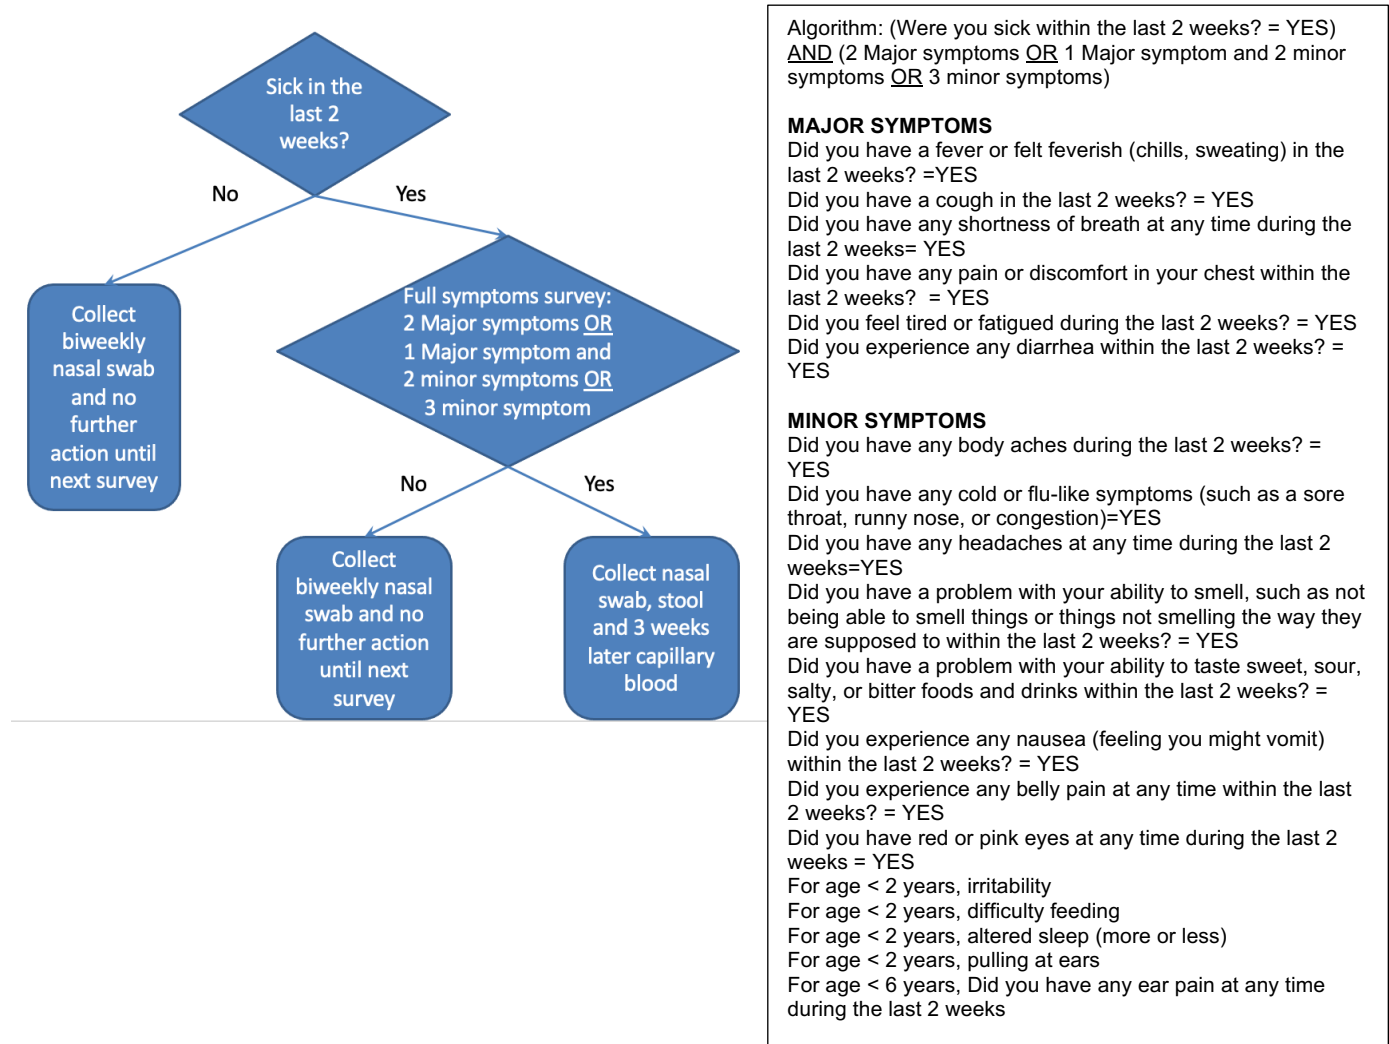 Sick in the
last 2
weeks?
No
Yes
Collect
biweekly
nasal swab
and no
further
action until
next survey
Full symptoms survey:
2 Major symptoms OR
1 Major symptom and
2 minor symptoms OR
3 minor symptom
No
Yes
Collect
biweekly nasal
swab and no
further action
until next
survey
Collect nasal
swab, stool
and 3 weeks
later capillary
blood
Algorithm: (Were you sick within the last 2 weeks? = YES)
AND (2 Major symptoms OR 1 Major symptom and 2 minor
symptoms OR 3 minor symptoms)
MAJOR SYMPTOMS
Did you have a fever or felt feverish (chills, sweating) in the
last 2 weeks? =YES
Did you have a cough in the last 2 weeks? = YES
Did you have any shortness of breath at any time during the
last 2 weeks= YES
Did you have any pain or discomfort in your chest within the
last 2 weeks?  = YES
Did you feel tired or fatigued during the last 2 weeks? = YES
Did you experience any diarrhea within the last 2 weeks? =
YES
MINOR SYMPTOMS
Did you have any body aches during the last 2 weeks? =
YES
Did you have any cold or flu-like symptoms (such as a sore
throat, runny nose, or congestion)=YES
Did you have any headaches at any time during the last 2
weeks=YES
Did you have a problem with your ability to smell, such as not
being able to smell things or things not smelling the way they
are supposed to within the last 2 weeks? = YES
Did you have a problem with your ability to taste sweet, sour,
salty, or bitter foods and drinks within the last 2 weeks? =
YES
Did you experience any nausea (feeling you might vomit)
within the last 2 weeks? = YES
Did you experience any belly pain at any time within the last
2 weeks? = YES
Did you have red or pink eyes at any time during the last 2
weeks = YES
For age < 2 years, irritability
For age < 2 years, difficulty feeding
For age < 2 years, altered sleep (more or less)
For age < 2 years, pulling at ears
For age < 6 years, Did you have any ear pain at any time
during the last 2 weeks